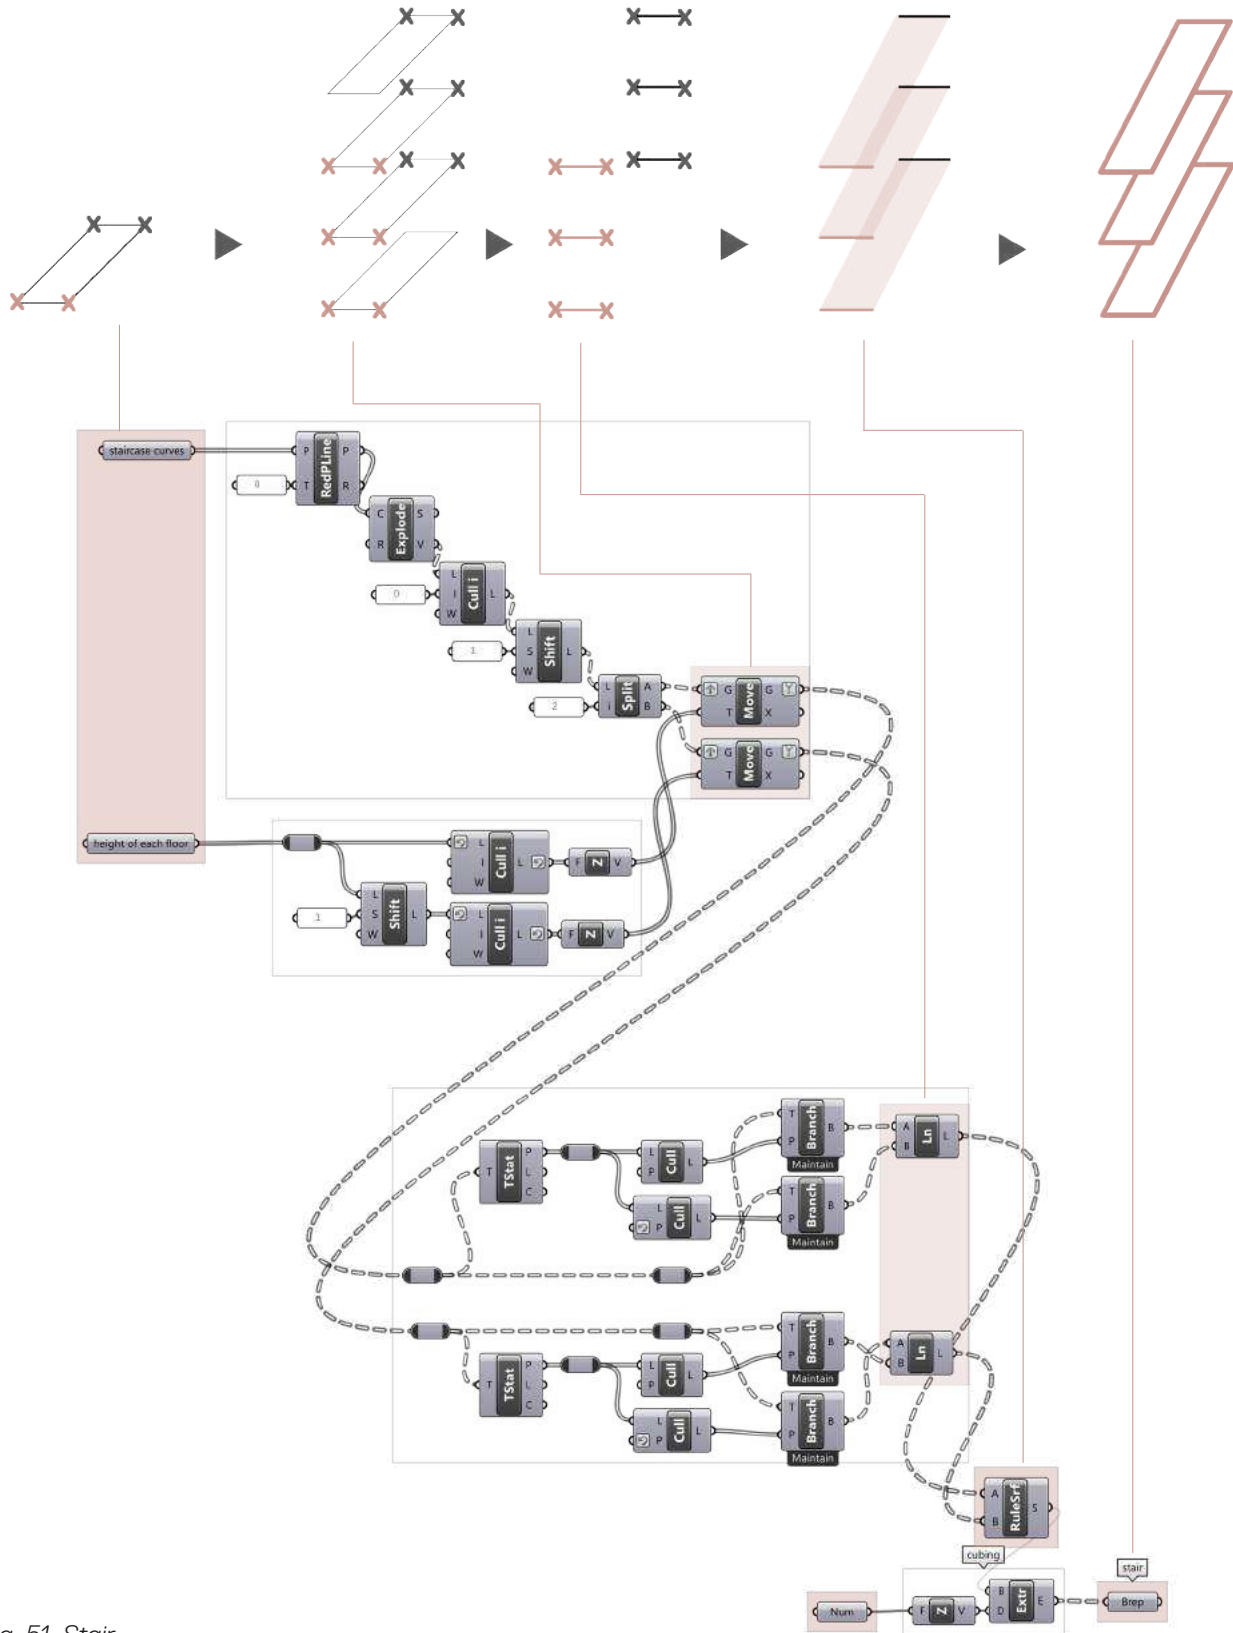 staircase curves
P
T
RedPLine
P
R
0
C
R
Explode
S
V
0
L
I
W
Cull i
L
1
L
S
W
Shift
L
2
L
i
Split
A
B
G
T
Move
G
X
G
T
Move
G
X
height of each floor
L
I
W
Cull i
L
F
Z
V
1
L
S
W
Shift
L
L
I
W
Cull i
L
F
Z
V
T
TStat
P
L
C
L
P
Cull
L
L
P
Cull
L
T
P
Branch
B
Maintain
T
P
Branch
B
Maintain
A
B
Ln
L
T
TStat
P
L
C
L
P
Cull
L
L
P
Cull
L
T
P
Branch
B
Maintain
T
P
Branch
B
Maintain
A
B
Ln
L
A
B
RuleSrf
S
cubing
Num
F
Z
V
B
D
Extr
E
stair
Brep
51. Stair